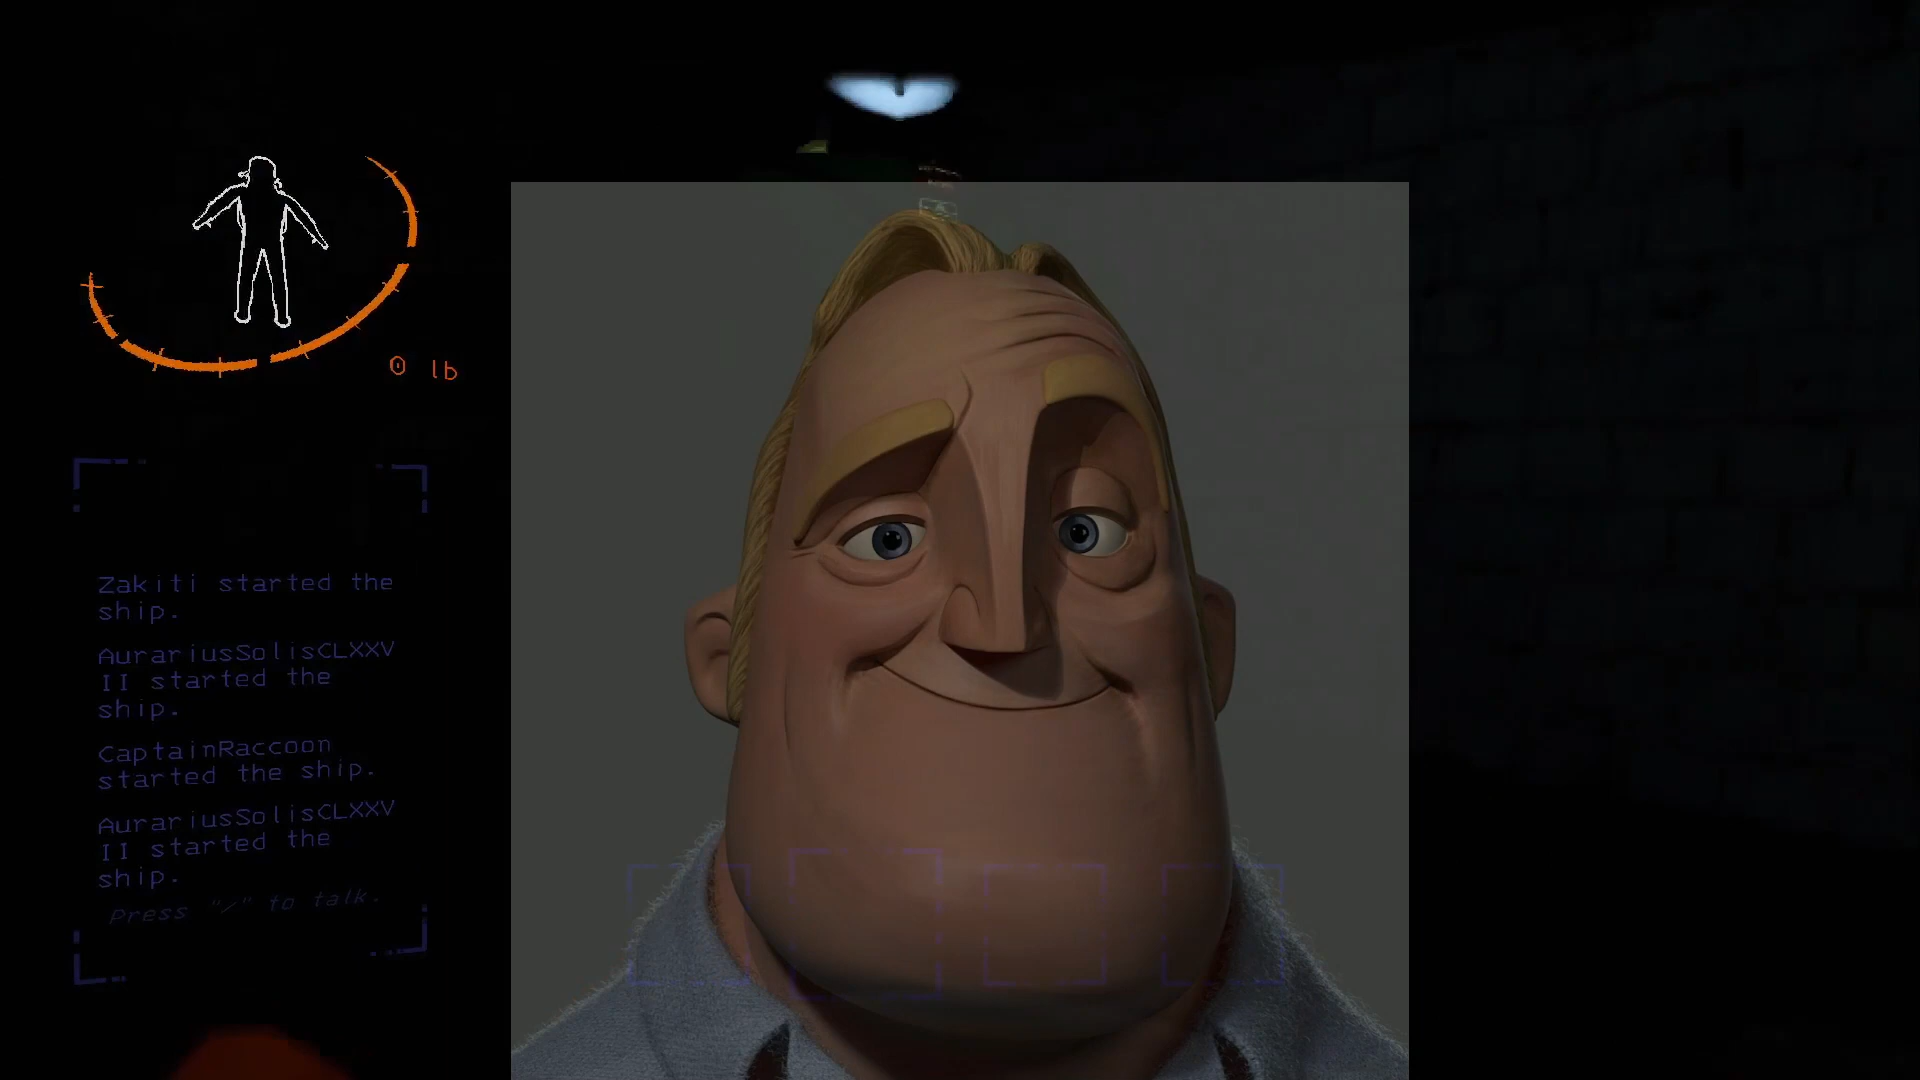 0 lb
Zakiti started the
ship.
AurariusSolisCLXXV
II started the
ship.
CaptainRaccoon
started the ship.
AurariusSolisCLXXV
II started the
ship.
Press "/" to talk.